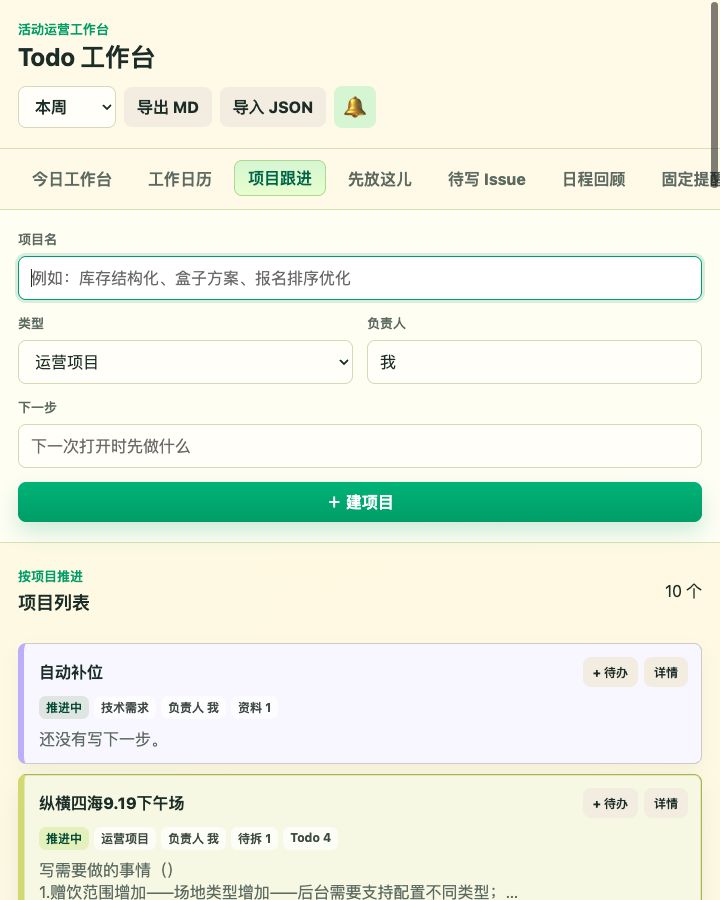 活动运营工作台
Todo 工作台
本周 导出 MD 导入 JSON
今日工作台 工作日历 项目跟进 先放这儿 待写 Issue 日程回顾 固定提醒
项目名
例如：库存结构化、盒子方案、报名排序优化
类型 负责人
运营项目 我
下一步
下一次打开时先做什么
+ 建项目
按项目推进
项目列表 10 个
自动补位 + 待办 详情
推进中 技术需求 负责人 我 资料 1
还没有写下一步。
纵横四海9.19下午场 + 待办 详情
推进中 运营项目 负责人 我 待拆 1 Todo 4
写需要做的事情（）
1.赠饮范围增加——场地类型增加——后台需要支持配置不同类型；...